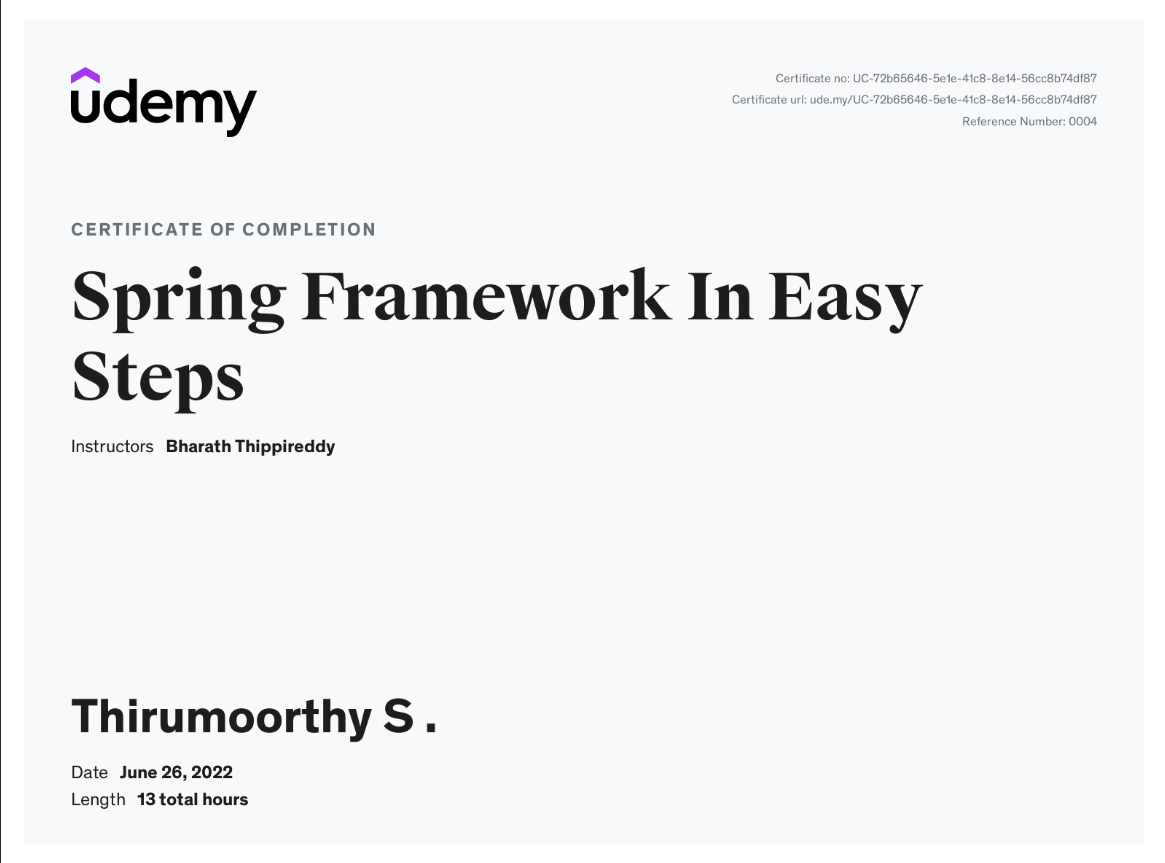 udemy
Certificate no: UC-72b65646-5e1e-41c8-8e14-56cc8b74df87
Certificate url: ude.my/UC-72b65646-5e1e-41c8-8e14-56cc8b74df87
Reference Number: 0004
CERTIFICATE OF COMPLETION
Spring Framework In Easy
Steps
Instructors Bharath Thippireddy
Thirumoorthy S .
Date June 26, 2022
Length 13 total hours